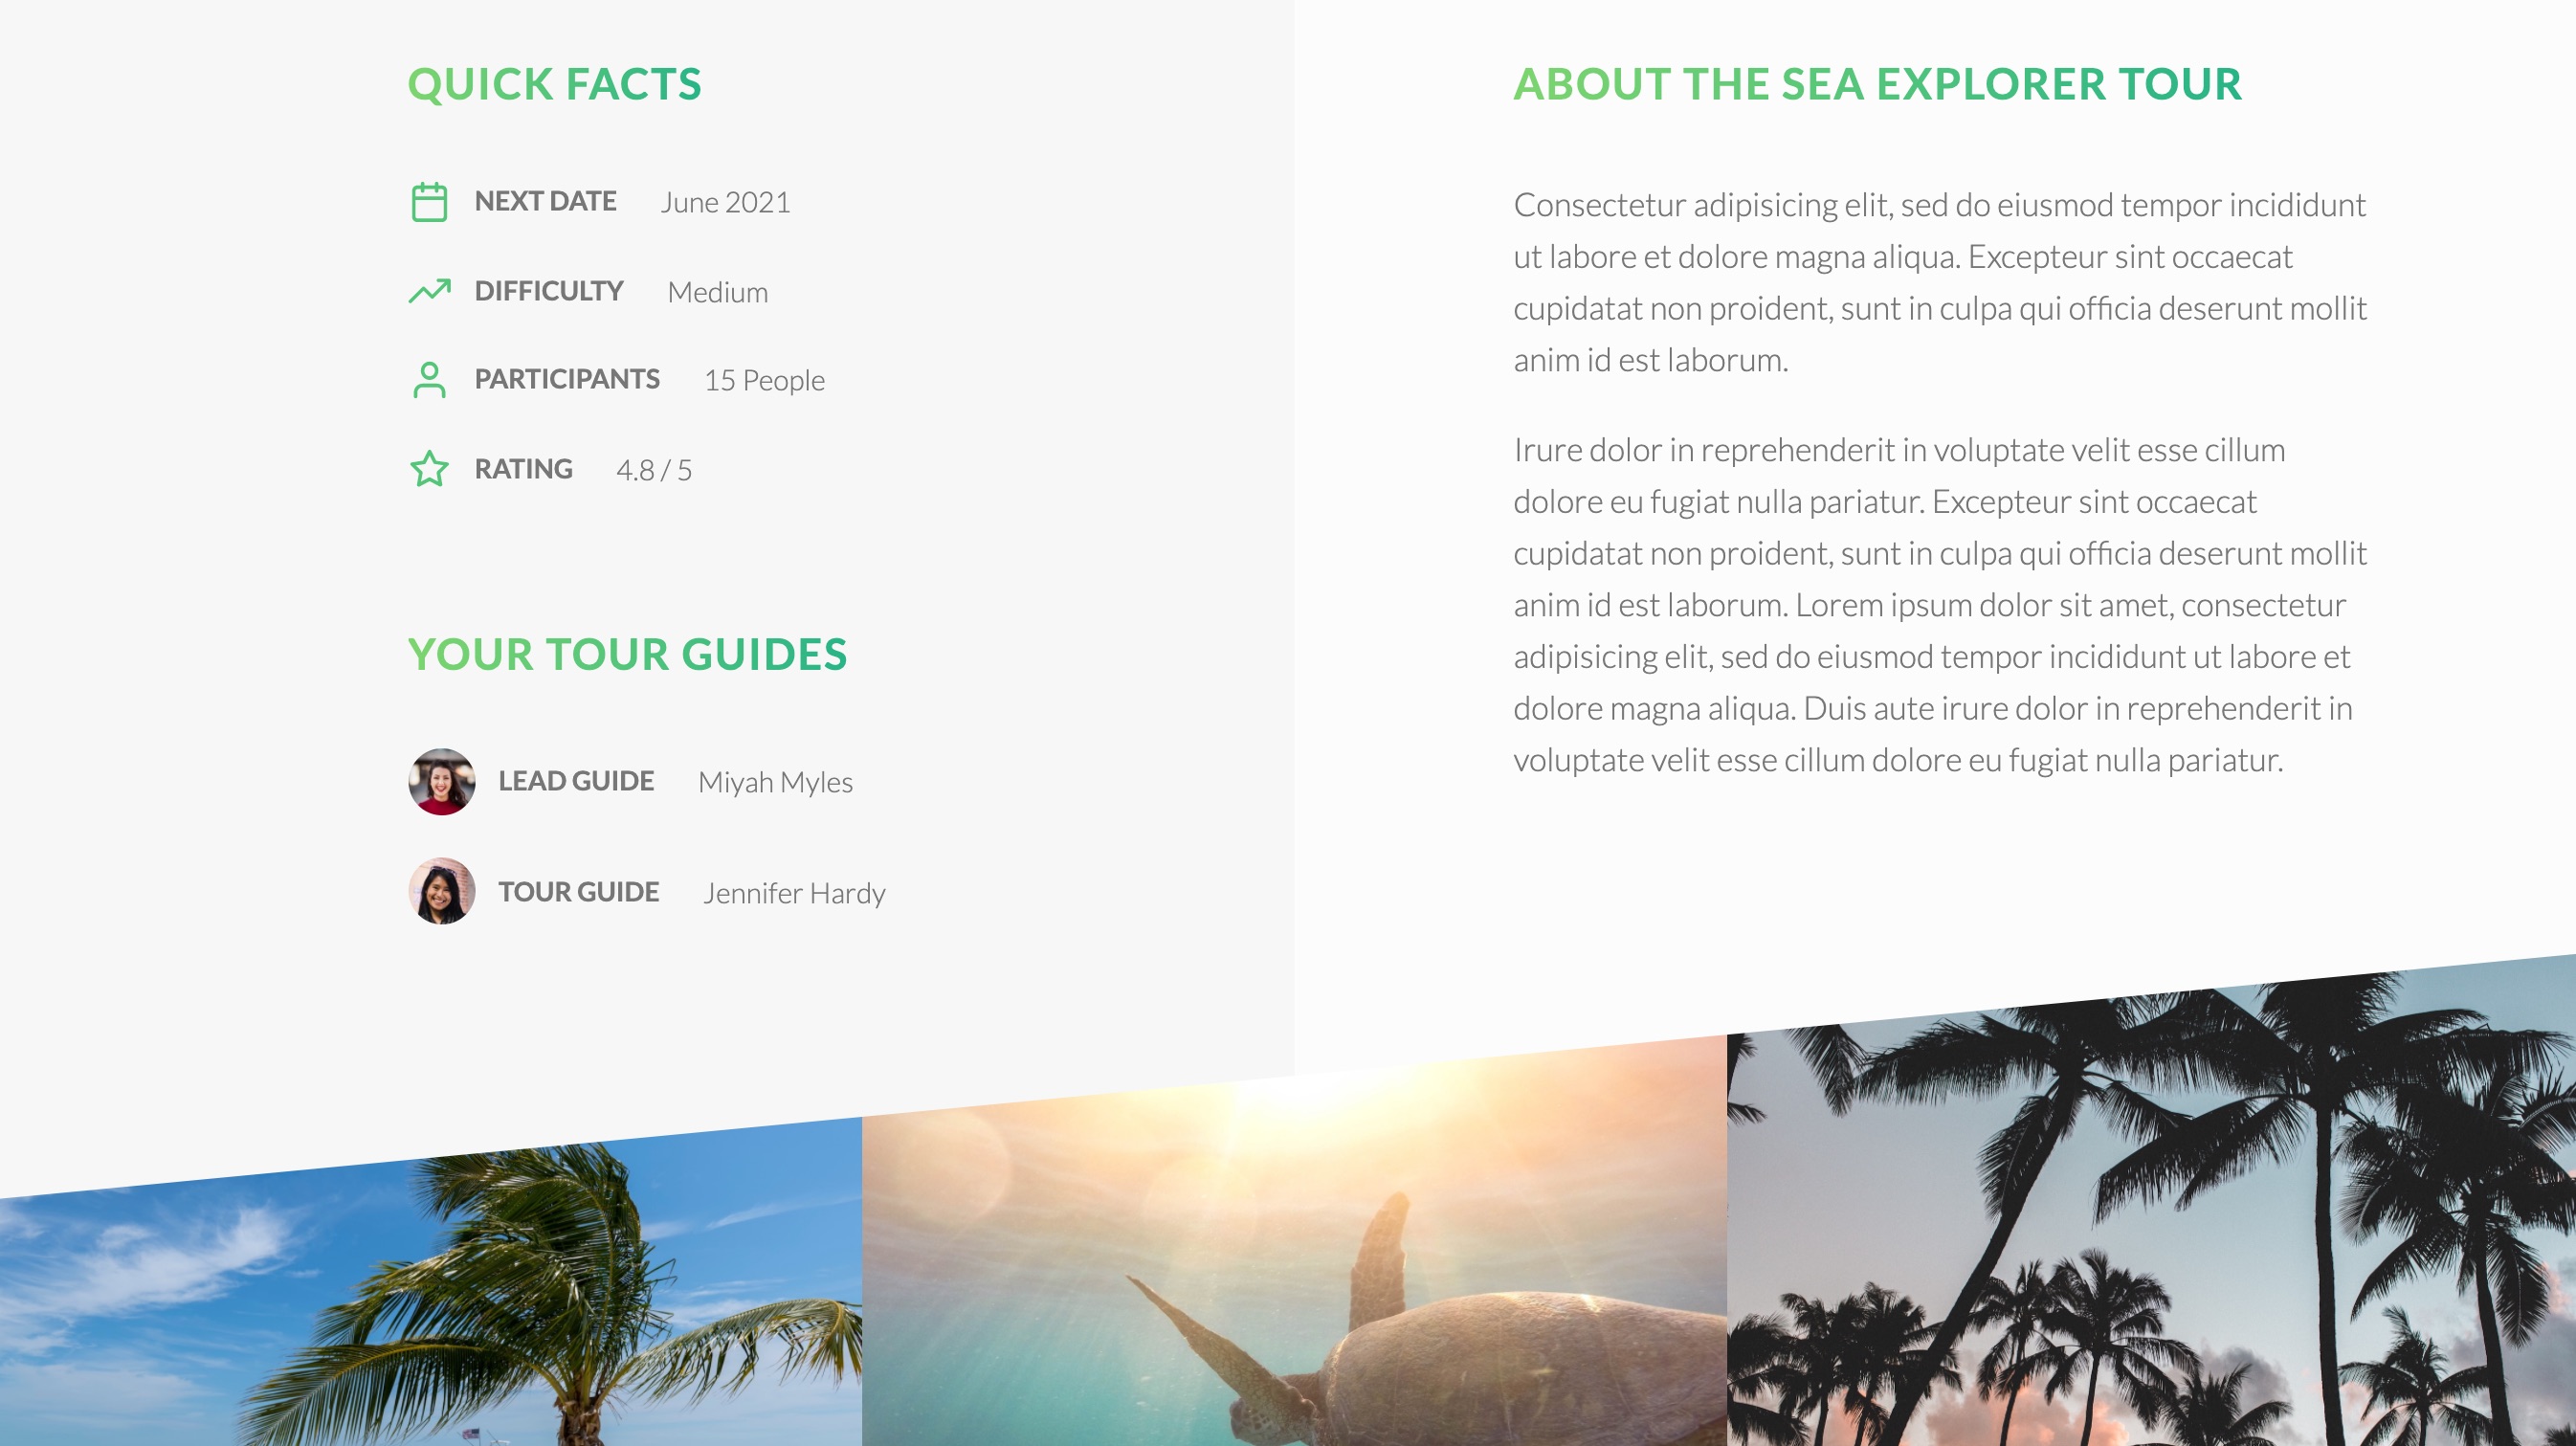 QUICK FACTS
NEXT DATE June 2021
DIFFICULTY Medium
PARTICIPANTS 15 People
RATING 4.8 / 5
YOUR TOUR GUIDES
LEAD GUIDE Miyah Myles
TOUR GUIDE Jennifer Hardy
ABOUT THE SEA EXPLORER TOUR
Consectetur adipisicing elit, sed do eiusmod tempor incididunt
ut labore et dolore magna aliqua. Excepteur sint occaecat
cupidatat non proident, sunt in culpa qui officia deserunt mollit
anim id est laborum.
Irure dolor in reprehenderit in voluptate velit esse cillum
dolore eu fugiat nulla pariatur. Excepteur sint occaecat
cupidatat non proident, sunt in culpa qui officia deserunt mollit
anim id est laborum. Lorem ipsum dolor sit amet, consectetur
adipisicing elit, sed do eiusmod tempor incididunt ut labore et
dolore magna aliqua. Duis aute irure dolor in reprehenderit in
voluptate velit esse cillum dolore eu fugiat nulla pariatur.